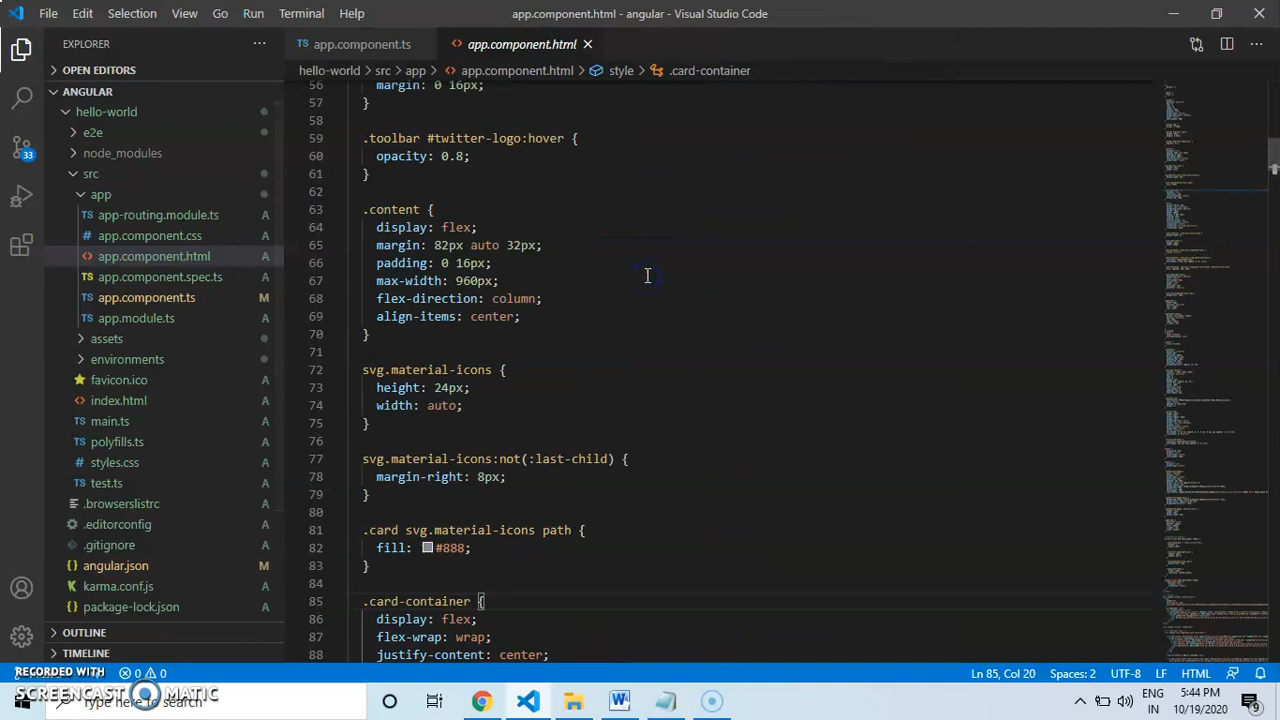 File Edit Selection View Go Run Terminal Help app.component.html - angular - Visual Studio Code
EXPLORER
OPEN EDITORS
ANGULAR
hello-world
e2e
node_modules
src
app
app-routing.module.ts A
app.component.css A
app.component.html A
app.component.spec.ts A
app.component.ts M
app.module.ts A
assets
environments
favicon.ico A
index.html A
main.ts A
polyfills.ts A
styles.css A
test.ts A
.browserslistrc A
.editorconfig A
.gitignore A
angular.json M
karma.conf.js A
package-lock.json A
OUTLINE
TIMELINE
33
TS app.component.ts <> app.component.html
hello-world > src > app > <> app.component.html > style > .card-container
56 margin: 0 16px;
57 }
58
59 .toolbar #twitter-logo:hover {
60 opacity: 0.8;
61 }
62
63 .content {
64 display: flex;
65 margin: 82px auto 32px;
66 padding: 0 16px;
67 max-width: 960px;
68 flex-direction: column;
69 align-items: center;
70 }
71
72 svg.material-icons {
73 height: 24px;
74 width: auto;
75 }
76
77 svg.material-icons:not(:last-child) {
78 margin-right: 8px;
79 }
80
81 .card svg.material-icons path {
82 fill: #888;
83 }
84
85 .card-container {
86 display: flex;
87 flex-wrap: wrap;
88 justify-content: center;
0 0 Ln 85, Col 20 Spaces: 2 UTF-8 LF HTML
RECORDED WITH
SCREENCAST MATIC
Type here to search
ENG
IN
5:44 PM
10/19/2020
9